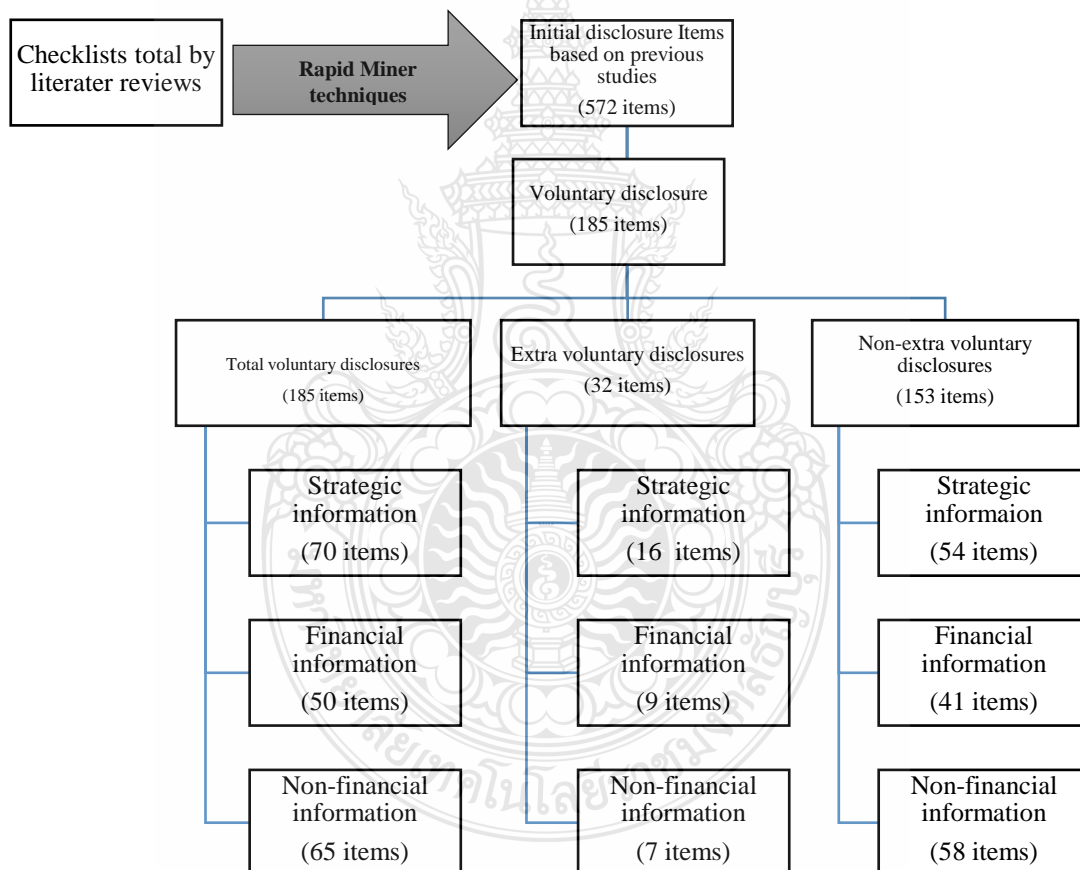 Checklists total by
literater reviews
Rapid Miner
techniques
Initial disclosure Items
based on previous
studies
(572 items)
Voluntary disclosure
(185 items)
Total voluntary disclosures
(185 items)
Extra voluntary disclosures
(32 items)
Non-extra voluntary
disclosures
(153 items)
Strategic
information
(70 items)
Financial
information
(50 items)
Non-financial
information
(65 items)
Strategic
information
(16 items)
Financial
information
(9 items)
Non-financial
information
(7 items)
Strategic
informaion
(54 items)
Financial
information
(41 items)
Non-financial
information
(58 items)